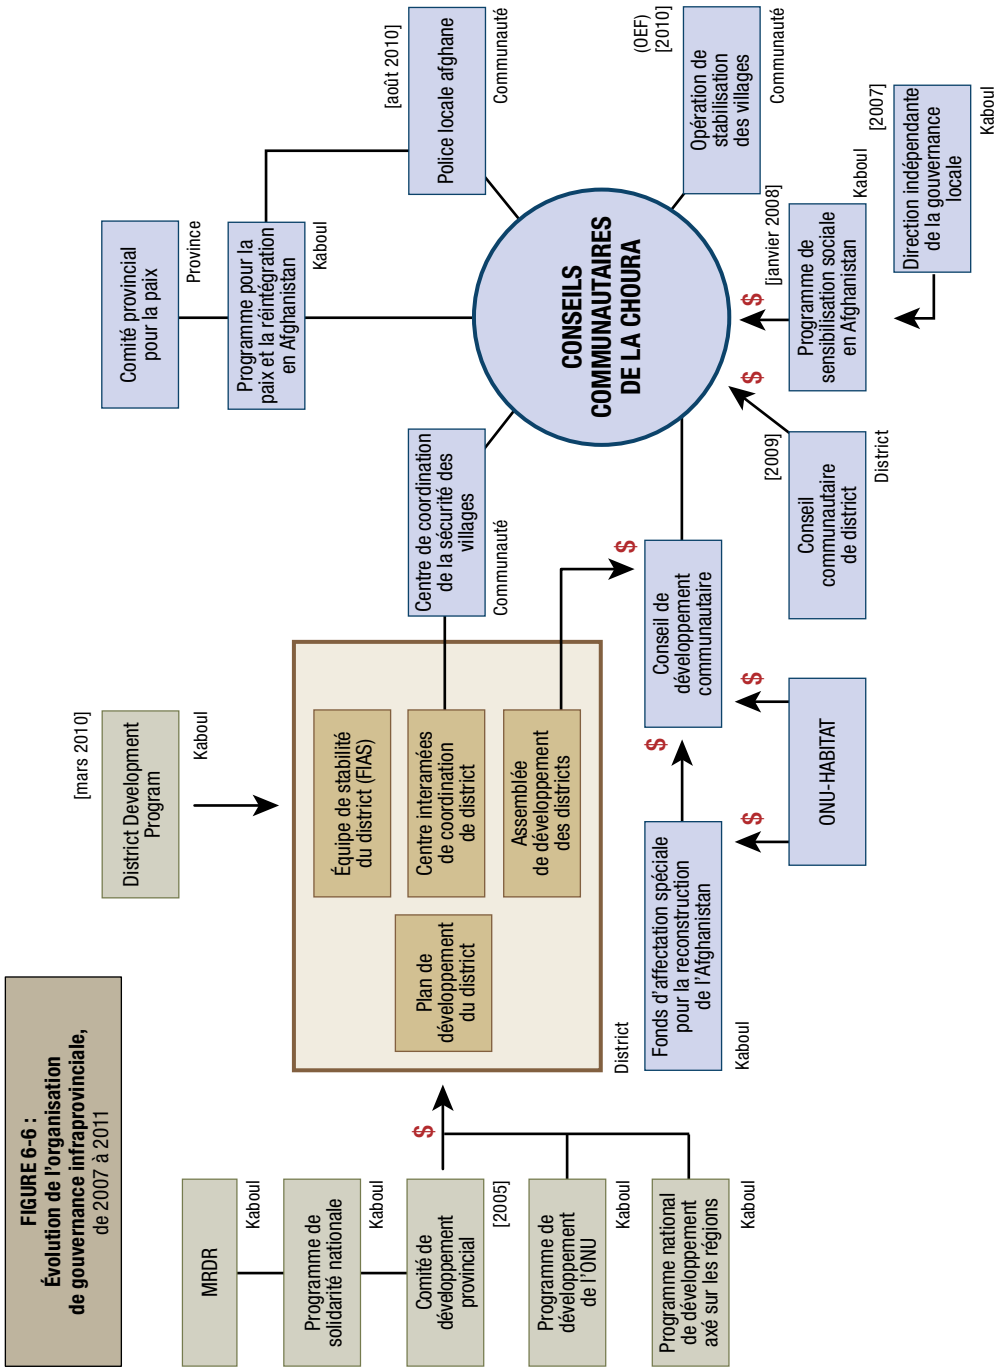 FIGURE 6-6 :
Évolution de l'organisation
de gouvernance infraprovinciale,
de 2007 à 2011
MRDR
Kaboul
Programme de
solidarité nationale
Kaboul
Comité de
développement
provincial
[2005]
Programme de
développement
de l'ONU
Kaboul
Programme national
de développement
axé sur les régions
Kaboul
$
District Development
Program
[mars 2010]
Kaboul
Plan de
développement
du district
Équipe de stabilité
du district (FIAS)
Centre interamées
de coordination
de district
Assemblée
de développement
des districts
District
Fonds d'affectation spéciale
pour la reconstruction
de l'Afghanistan
Kaboul
$
$
ONU-HABITAT
$
$
Conseil de
développement
communautaire
Centre de coordination
de la sécurité des
villages
Communauté
Comité provincial
pour la paix
Province
Programme pour la
paix et la réintégration
en Afghanistan
Kaboul
[août 2010]
Police locale afghane
Communauté
CONSEILS
COMMUNAUTAIRES
DE LA CHOURA
(OEF)
[2010]
Opération de
stabilisation
des villages
Communauté
$
[2009]
Conseil
communautaire
de district
District
$
[janvier 2008]
Programme de
sensibilisation sociale
en Afghanistan
Kaboul
[2007]
Direction indépendante
de la gouvernance
locale
Kaboul